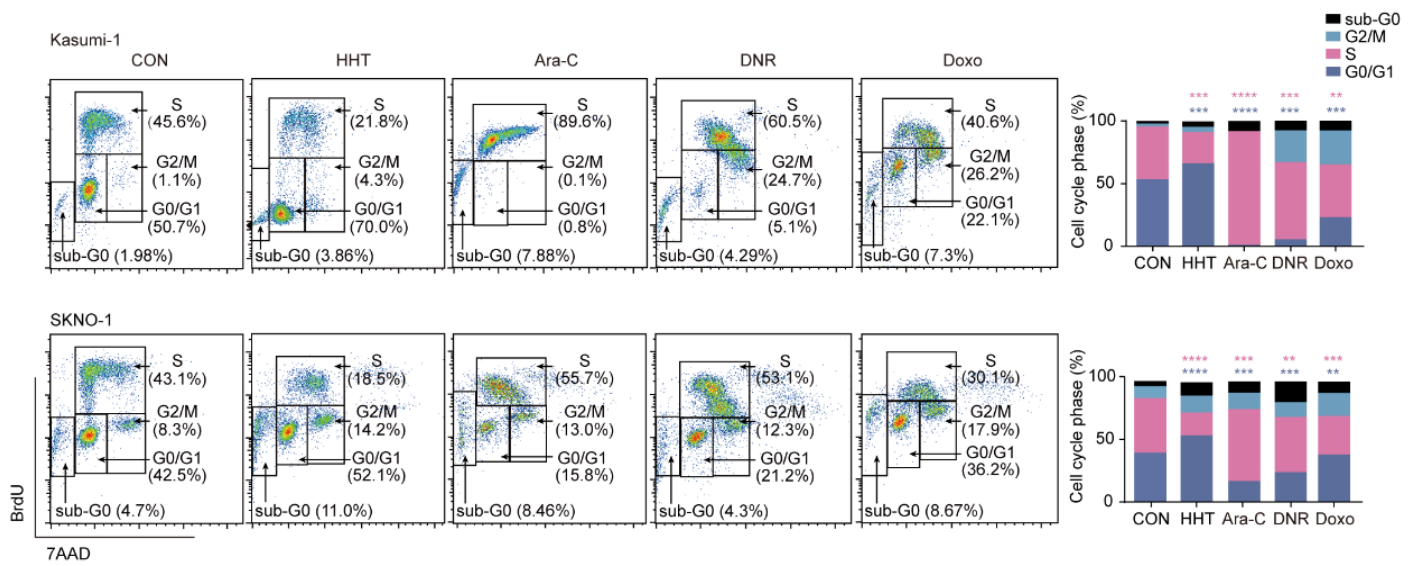 Kasumi-1
CON
HHT
Ara-C
DNR
Doxo
S
(45.6%)
G2/M
(1.1%)
G0/G1
(50.7%)
sub-G0 (1.98%)
S
(21.8%)
G2/M
(4.3%)
G0/G1
(70.0%)
sub-G0 (3.86%)
S
(89.6%)
G2/M
(0.1%)
G0/G1
(0.8%)
sub-G0 (7.88%)
S
(60.5%)
G2/M
(24.7%)
G0/G1
(5.1%)
sub-G0 (4.29%)
S
(40.6%)
G2/M
(26.2%)
G0/G1
(22.1%)
sub-G0 (7.3%)
sub-G0
G2/M
S
G0/G1
*** **** *** **
*** **** *** ***
Cell cycle phase (%)
100
50
0
CON HHT Ara-C DNR Doxo
SKNO-1
S
(43.1%)
G2/M
(8.3%)
G0/G1
(42.5%)
sub-G0 (4.7%)
S
(18.5%)
G2/M
(14.2%)
G0/G1
(52.1%)
sub-G0 (11.0%)
S
(55.7%)
G2/M
(13.0%)
G0/G1
(15.8%)
sub-G0 (8.46%)
S
(53.1%)
G2/M
(12.3%)
G0/G1
(21.2%)
sub-G0 (4.3%)
S
(30.1%)
G2/M
(17.9%)
G0/G1
(36.2%)
sub-G0 (8.67%)
BrdU
7AAD
**** *** ** ***
**** *** *** **
Cell cycle phase (%)
100
50
0
CON HHT Ara-C DNR Doxo